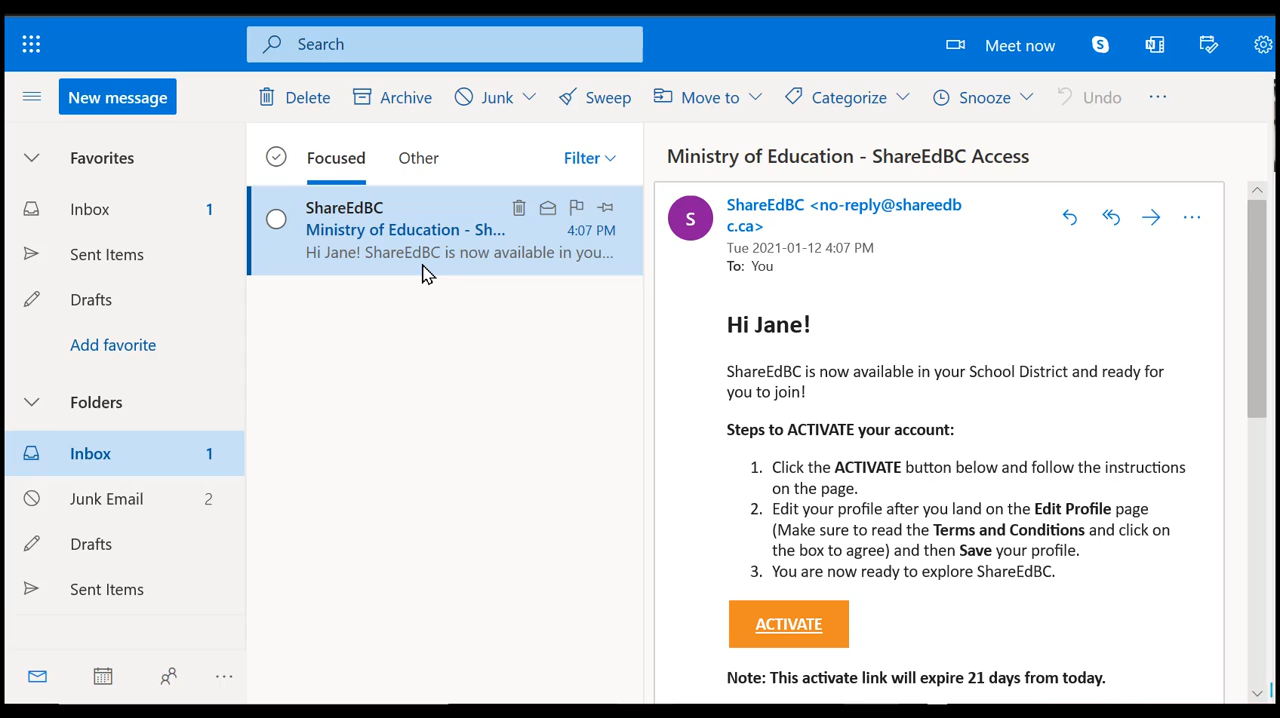 Search
Meet now
New message
Delete
Archive
Junk
Sweep
Move to
Categorize
Snooze
Undo
Favorites
Inbox 1
Sent Items
Drafts
Add favorite
Folders
Inbox 1
Junk Email 2
Drafts
Sent Items
Focused
Other
Filter
ShareEdBC
Ministry of Education - Sh... 4:07 PM
Hi Jane! ShareEdBC is now available in you...
Ministry of Education - ShareEdBC Access
S
ShareEdBC <no-reply@shareedb
c.ca>
Tue 2021-01-12 4:07 PM
To: You
Hi Jane!
ShareEdBC is now available in your School District and ready for
you to join!
Steps to ACTIVATE your account:
1. Click the ACTIVATE button below and follow the instructions
on the page.
2. Edit your profile after you land on the Edit Profile page
(Make sure to read the Terms and Conditions and click on
the box to agree) and then Save your profile.
3. You are now ready to explore ShareEdBC.
ACTIVATE
Note: This activate link will expire 21 days from today.